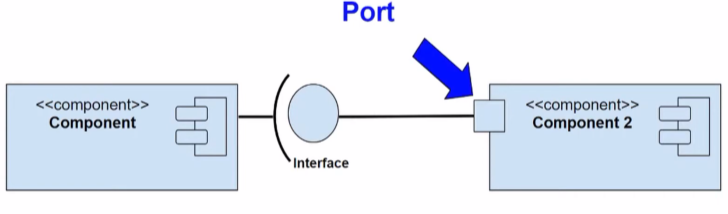 Port
<<component>>
Component
Interface
<<component>>
Component 2